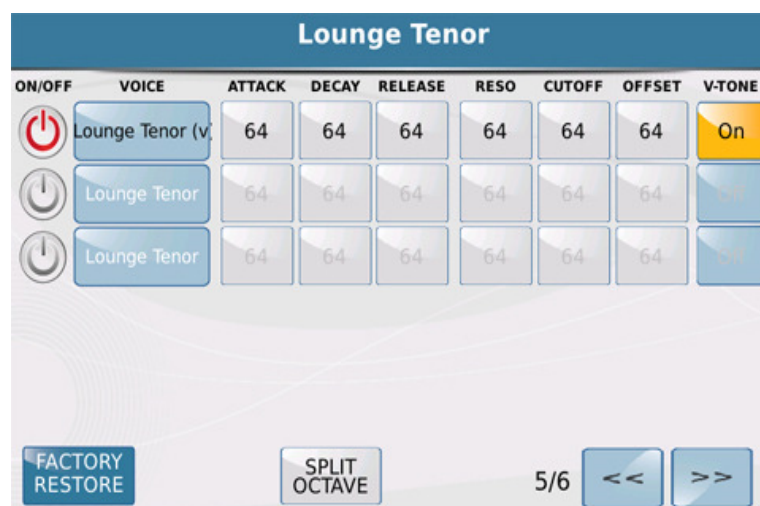 Lounge Tenor
ON/OFF VOICE ATTACK DECAY RELEASE RESO CUTOFF OFFSET V-TONE
Lounge Tenor (v) 64 64 64 64 64 64 On
Lounge Tenor 64 64 64 64 64 64 Off
Lounge Tenor 64 64 64 64 64 64 Off
FACTORY
RESTORE
SPLIT
OCTAVE
5/6 << >>